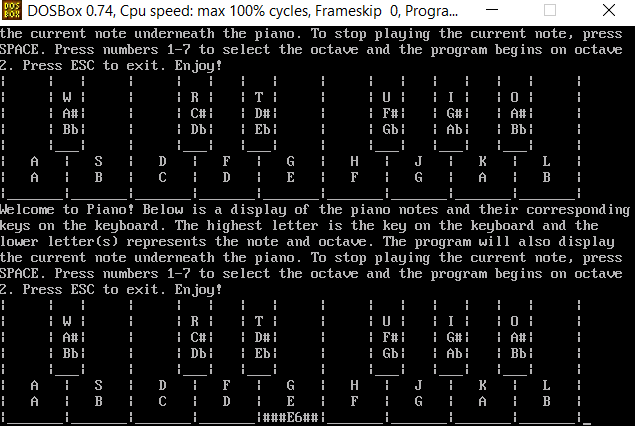 DOSBox 0.74, Cpu speed: max 100% cycles, Frameskip 0, Progra...
the current note underneath the piano. To stop playing the current note, press
SPACE. Press numbers 1-7 to select the octave and the program begins on octave
2. Press ESC to exit. Enjoy!
W R T U I O
A# C# D# F# G# A#
Bb Db Eb Gb Ab Bb
A S D F G H J K L
A B C D E F G A B
Welcome to Piano! Below is a display of the piano notes and their corresponding
keys on the keyboard. The highest letter is the key on the keyboard and the
lower letter(s) represents the note and octave. The program will also display
the current note underneath the piano. To stop playing the current note, press
SPACE. Press numbers 1-7 to select the octave and the program begins on octave
2. Press ESC to exit. Enjoy!
W R T U I O
A# C# D# F# G# A#
Bb Db Eb Gb Ab Bb
A S D F G H J K L
A B C D E F G A B
###E6##